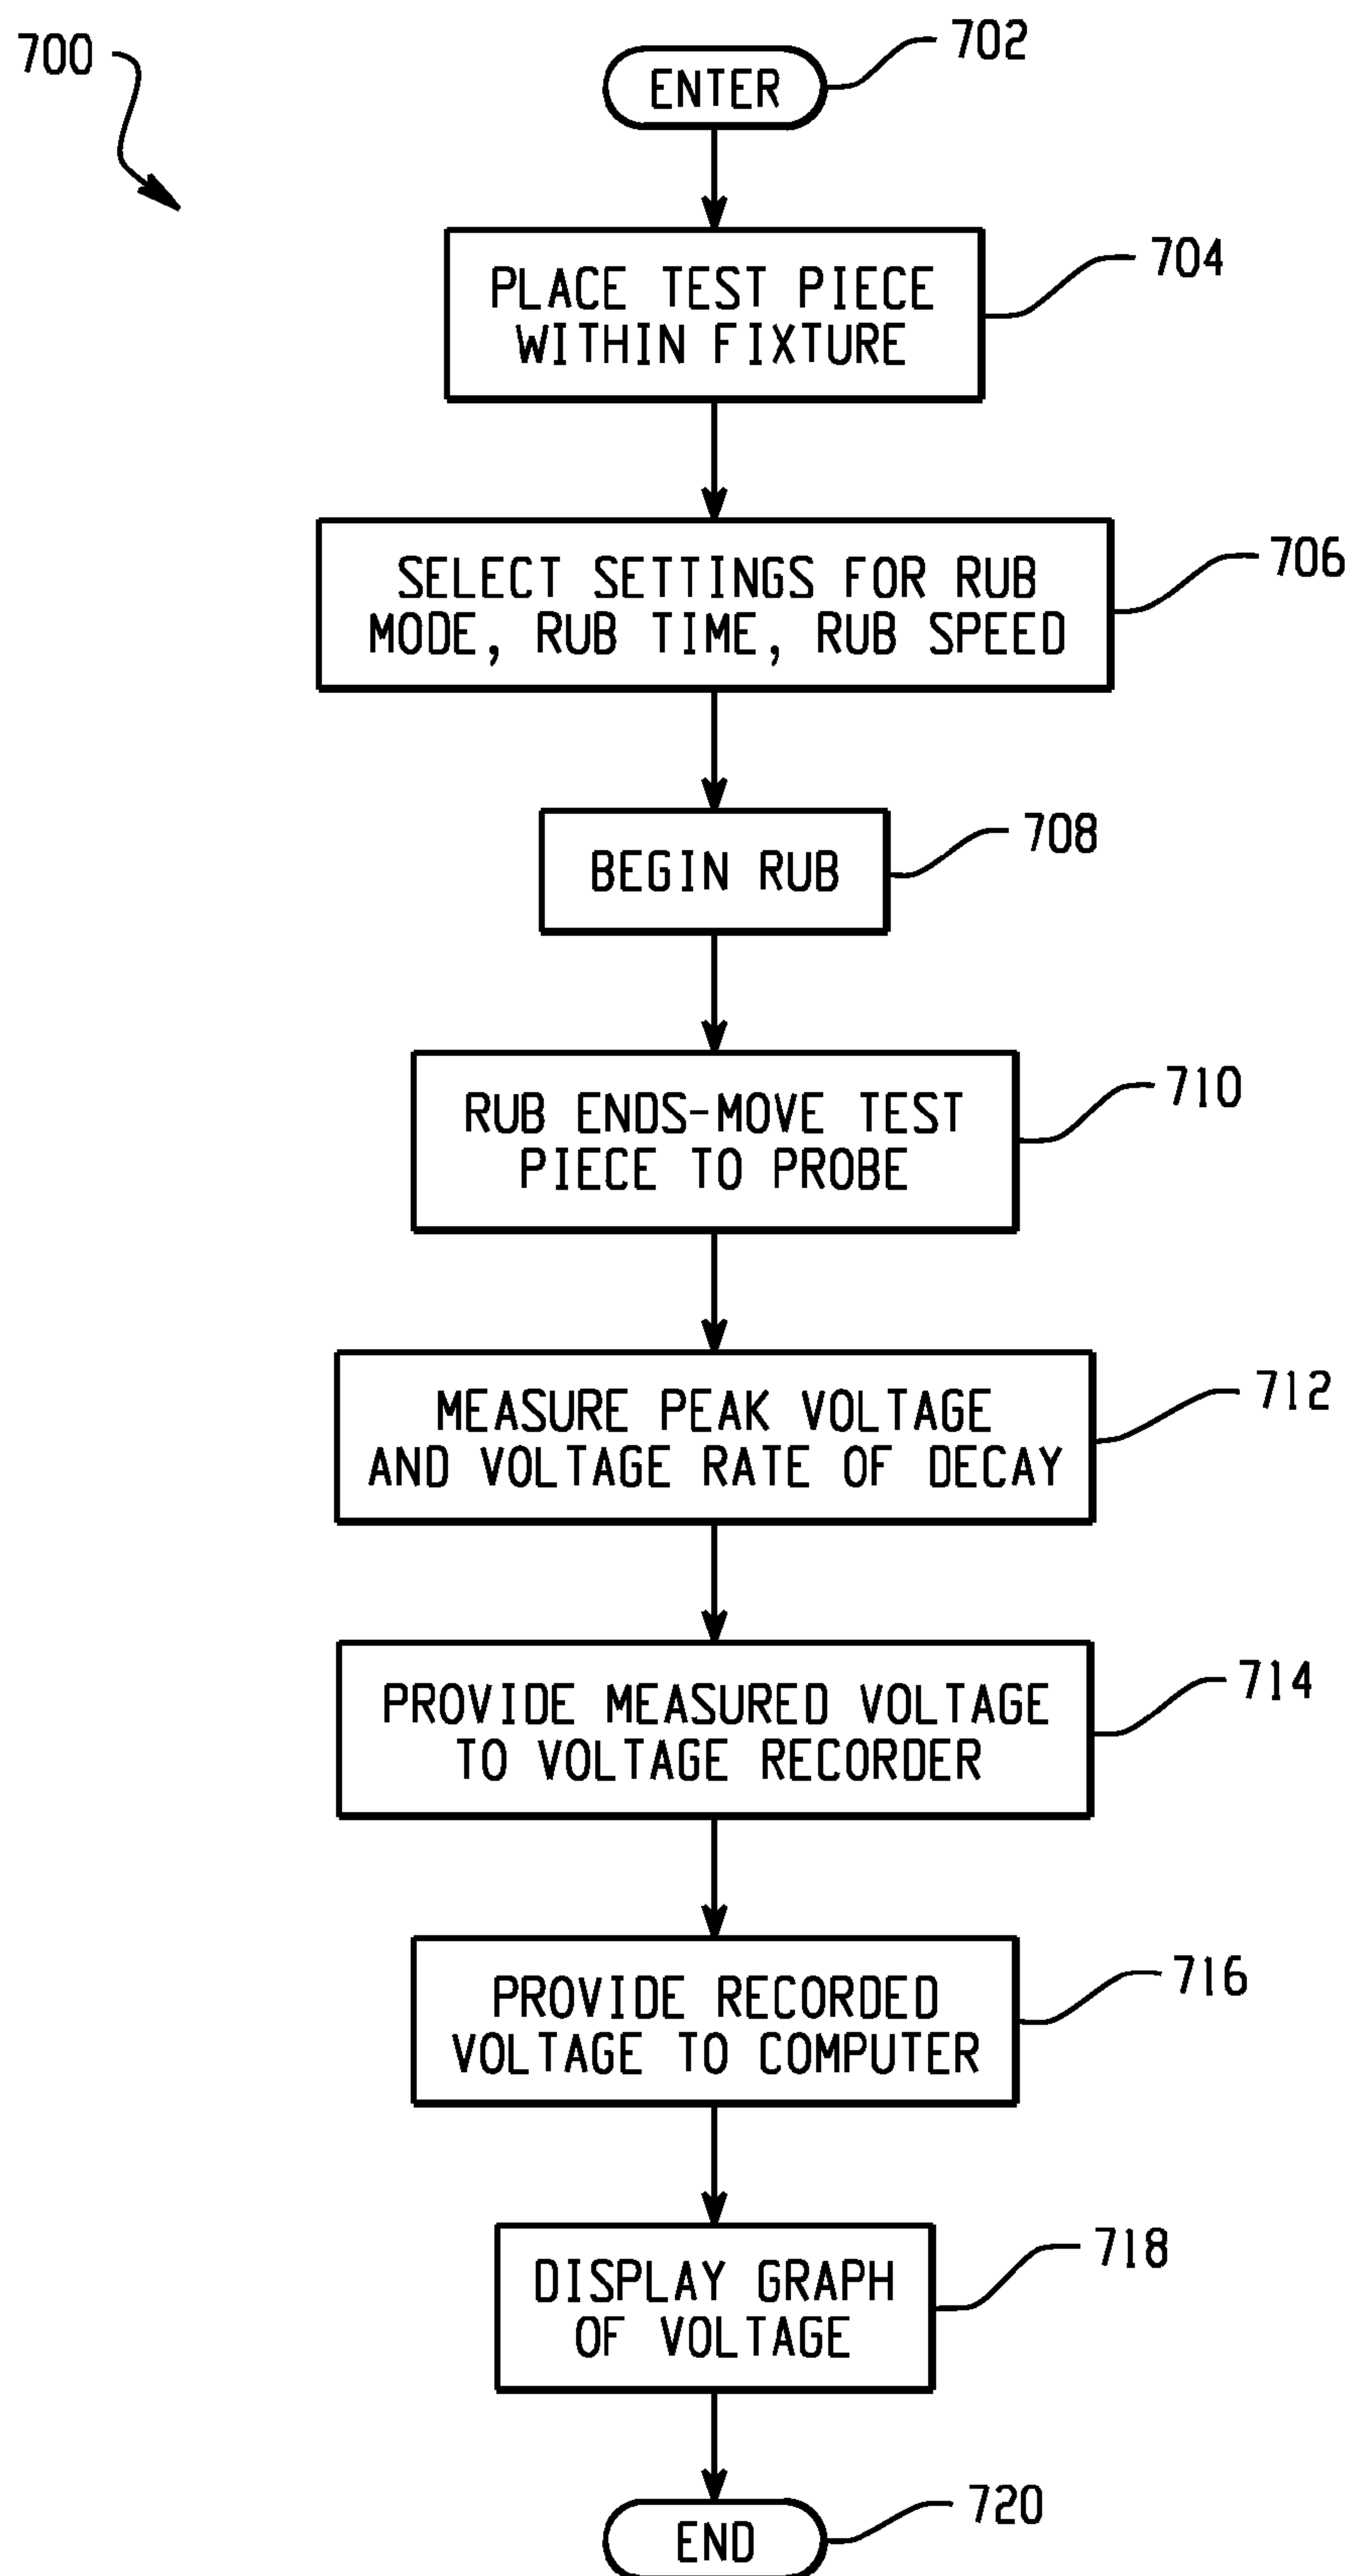 700
702
ENTER
704
PLACE TEST PIECE
WITHIN FIXTURE
706
SELECT SETTINGS FOR RUB
MODE, RUB TIME, RUB SPEED
708
BEGIN RUB
710
RUB ENDS-MOVE TEST
PIECE TO PROBE
712
MEASURE PEAK VOLTAGE
AND VOLTAGE RATE OF DECAY
714
PROVIDE MEASURED VOLTAGE
TO VOLTAGE RECORDER
716
PROVIDE RECORDED
VOLTAGE TO COMPUTER
718
DISPLAY GRAPH
OF VOLTAGE
720
END